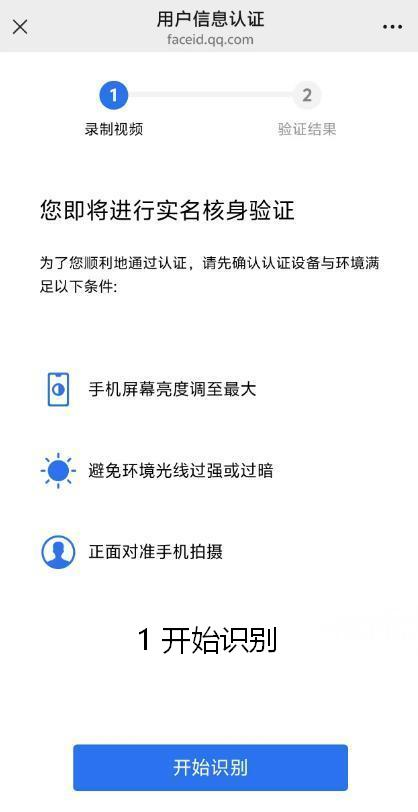 用户信息认证
faceid.qq.com
1
2
录制视频
验证结果
您即将进行实名核身验证
为了您顺利地通过认证，请先确认认证设备与环境满
足以下条件:
手机屏幕亮度调至最大
避免环境光线过强或过暗
正面对准手机拍摄
1 开始识别
开始识别